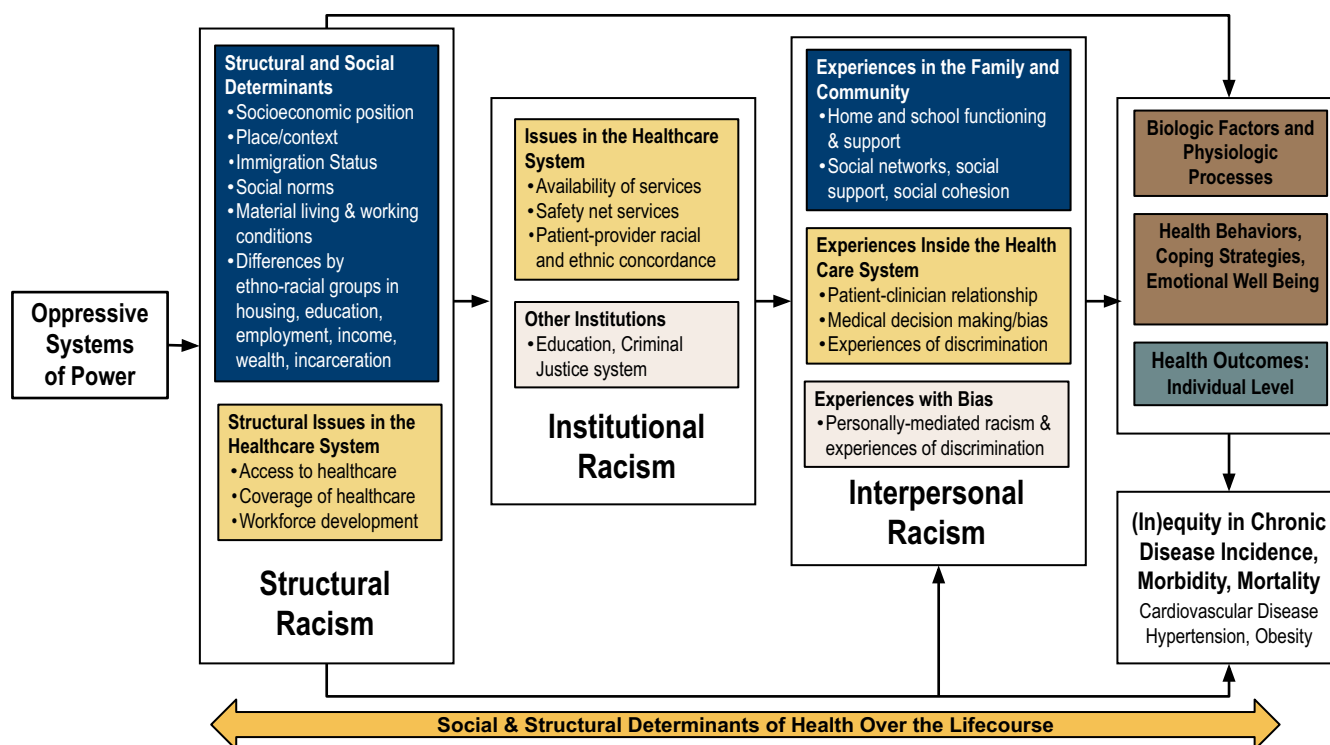 Oppressive
Systems
of Power
Structural and Social
Determinants
•Socioeconomic position
•Place/context
•Immigration Status
•Social norms
•Material living & working
conditions
•Differences by
ethno-racial groups in
housing, education,
employment, income,
wealth, incarceration
Structural Issues in the
Healthcare System
•Access to healthcare
•Coverage of healthcare
•Workforce development
Structural
Racism
Issues in the Healthcare
System
•Availability of services
•Safety net services
•Patient-provider racial
and ethnic concordance
Other Institutions
•Education, Criminal
Justice system
Institutional
Racism
Experiences in the Family and
Community
•Home and school functioning
& support
•Social networks, social
support, social cohesion
Experiences Inside the Health
Care System
•Patient-clinician relationship
•Medical decision making/bias
•Experiences of discrimination
Experiences with Bias
•Personally-mediated racism &
experiences of discrimination
Interpersonal
Racism
Biologic Factors and
Physiologic
Processes
Health Behaviors,
Coping Strategies,
Emotional Well Being
Health Outcomes:
Individual Level
(In)equity in Chronic
Disease Incidence,
Morbidity, Mortality
Cardiovascular Disease
Hypertension, Obesity
Social & Structural Determinants of Health Over the Lifecourse